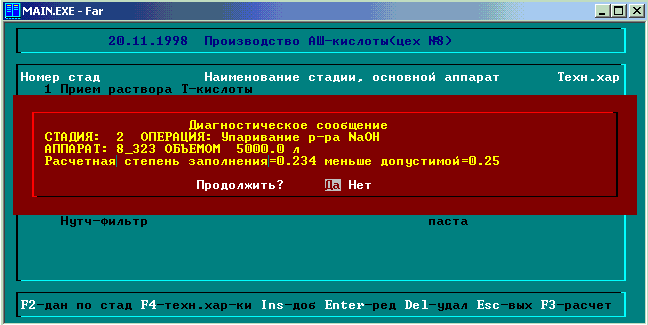 MAIN.EXE - Far
20.11.1998 Производство АШ-кислоты(цех №8)
Номер стад Наименование стадии, основной аппарат Техн.хар
1 Прием раствора Т-кислоты
Диагностическое сообщение
СТАДИЯ: 2 ОПЕРАЦИЯ: Упаривание р-ра NaOH
АППАРАТ: 8_323 ОБЪЕМОМ 5000.0 л
Расчетная степень заполнения=0.234 меньше допустимой=0.25
Продолжить? Да Нет
Нутч-фильтр паста
F2-дан по стад F4-техн.хар-ки Ins-доб Enter-ред Del-удал Esc-вых F3-расчет